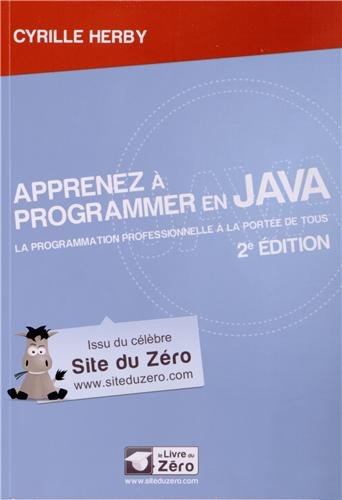 CYRILLE HERBY
APPRENEZ À
PROGRAMMER EN JAVA
LA PROGRAMMATION PROFESSIONNELLE À LA PORTÉE DE TOUS
2e ÉDITION
Issu du célèbre
Site du Zéro
www.siteduzero.com
le Livre du
Zéro
www.siteduzero.com
JAVA